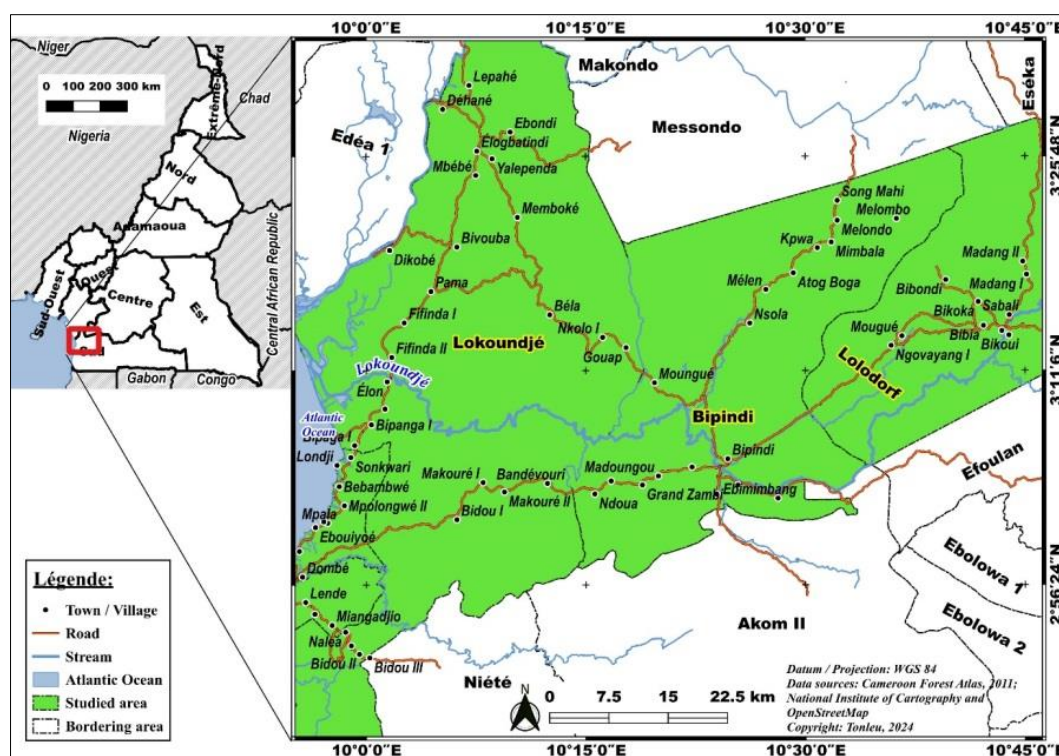 Niger
0 100 200 300 km
Chad
Nigeria
Extrême-Nord
Nord
Adamaoua
Sud-Ouest
Ouest
Centre
Est
Sud
Central African Republic
Gabon
Congo
10°0'0"E 10°15'0"E 10°30'0"E 10°45'0"E
Makondo
Messondo
Eséka
Edéa 1
3°25'48"N
3°11'6"N
2°56'24"N
Lepahé
Déhané
Ebondi
Élogbatindi
Mbébé
Yalependa
Memboké
Bivouba
Dikobé
Pama
Fifinda I
Fifinda II
Béla
Nkolo I
Gouap
Moungué
Lokoundjé
Lokoundjé
Élon
Atlantic
Ocean
Bipanga I
Bipaga I
Londji
Sonkwari
Bebambwé
Mpolongwé II
Mpala
Ebouiyoé
Dombé
Lende
Miangadjio
Naléa
Bidou II
Bidou III
Bidou I
Makouré I
Makouré II
Bandévouri
Madoungou
Ndoua
Grand Zambi
Ebimimbang
Bipindi
Bipindi
Song Mahi
Melombo
Melondo
Kpwa
Mimbala
Mélen
Atog Boga
Nsola
Madang II
Madang I
Bibondi
Sabali
Bikoká
Bibia
Bikoui
Mougué
Ngovayang I
Lolodorf
Efoulan
Ebolowa 1
Ebolowa 2
Akom II
Niété
Légende:
Town / Village
Road
Stream
Atlantic Ocean
Studied area
Bordering area
N
0 7.5 15 22.5 km
Datum / Projection: WGS 84
Data sources: Cameroon Forest Atlas, 2011;
National Institute of Cartography and
OpenStreetMap
Copyright: Tonleu, 2024
10°0'0"E 10°15'0"E 10°30'0"E 10°45'0"E